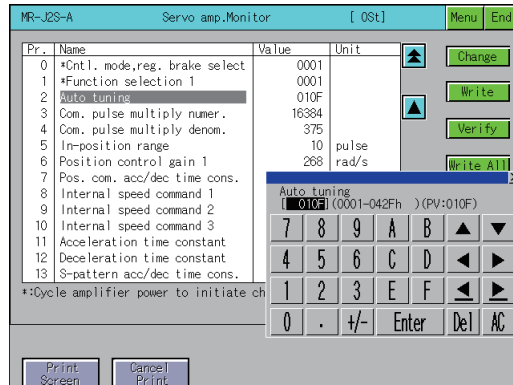 MR-J2S-A Servo amp.Monitor [ 0St] Menu End
Pr. Name Value Unit
0 *Cntl. mode,reg. brake select 0001
Change
1 *Function selection 1 0001
2 Auto tuning 010F
Write
3 Com. pulse multiply numer. 16384
4 Com. pulse multiply denom. 375
Verify
5 In-position range 10 pulse
6 Position control gain 1 268 rad/s
Write All
7 Pos. com. acc/dec time cons.
8 Internal speed command 1
9 Internal speed command 2
10 Internal speed command 3
11 Acceleration time constant
12 Deceleration time constant
13 S-pattern acc/dec time cons.
*:Cycle amplifier power to initiate ch
Auto tuning
[ 010F] (0001-042Fh )(PV:010F)
7 8 9 A B ▲ ▼
4 5 6 C D ◀ ▶
1 2 3 E F ◀ ▶
0 . +/- Enter Del AC
Print
Screen
Cancel
Print